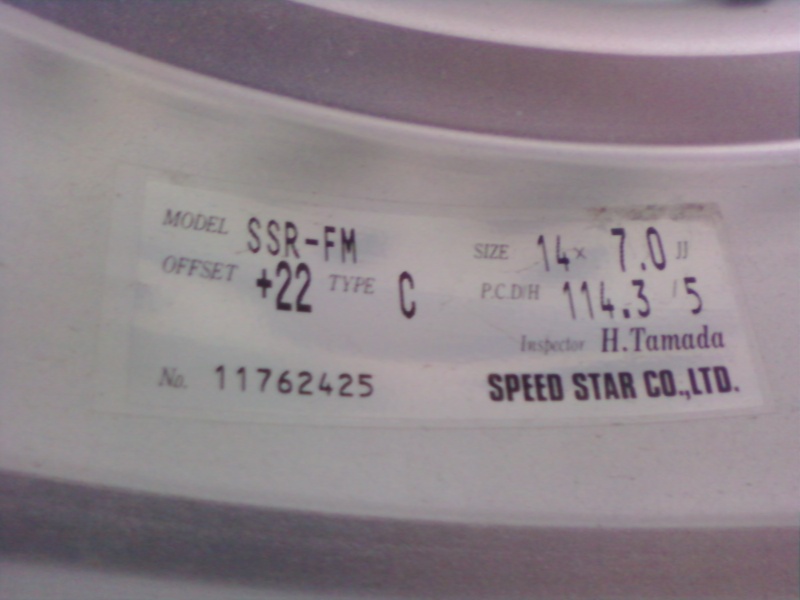 MODEL SSR-FM SIZE 14× 7.0 JJ
OFFSET +22 TYPE C P.C.D/H 114.3 / 5
Inspector H.Tamada
No. 11762425 SPEED STAR CO.,LTD.